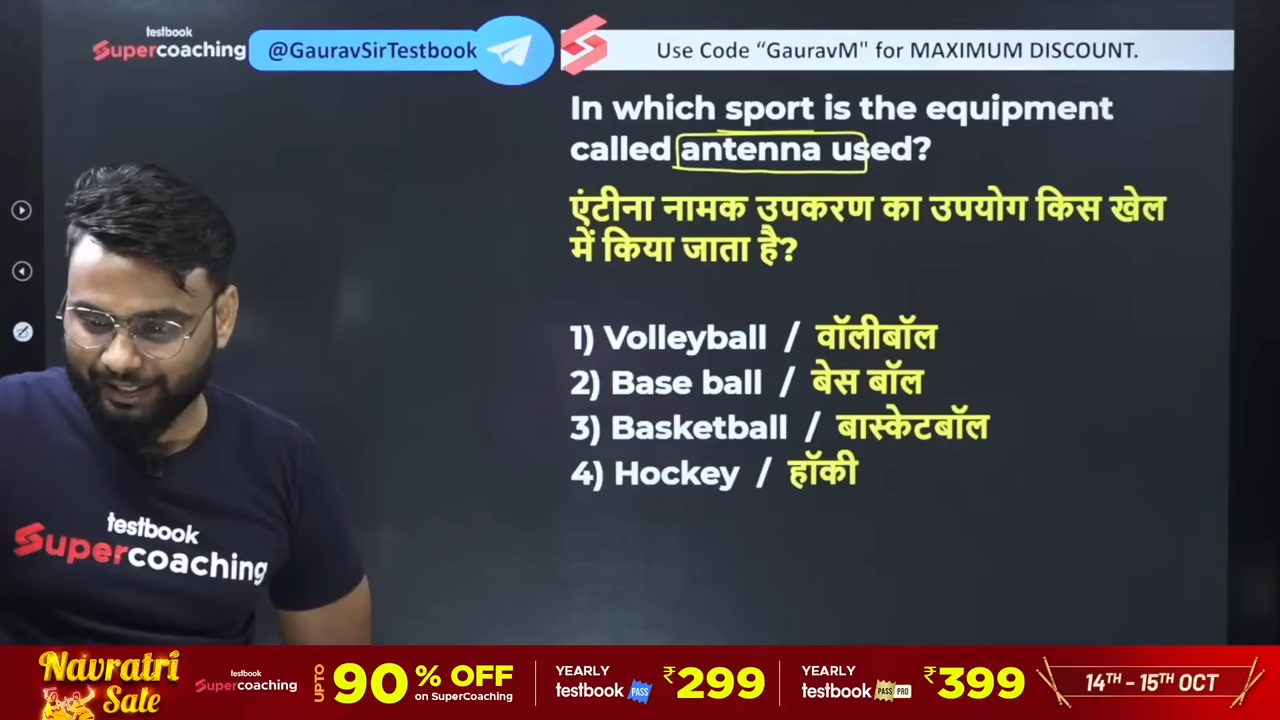 testbook
Supercoaching
@GauravSirTestbook
Use Code “GauravM" for MAXIMUM DISCOUNT.
In which sport is the equipment
called antenna used?
एंटीना नामक उपकरण का उपयोग किस खेल
में किया जाता है?
1) Volleyball / वॉलीबॉल
2) Base ball / बेस बॉल
3) Basketball / बास्केटबॉल
4) Hockey / हॉकी
testbook
Supercoaching
Navratri
Sale
testbook
Supercoaching
UPTO 90% OFF
on SuperCoaching
YEARLY
testbook PASS
₹299
YEARLY
testbook PASS PRO
₹399
14TH - 15TH OCT